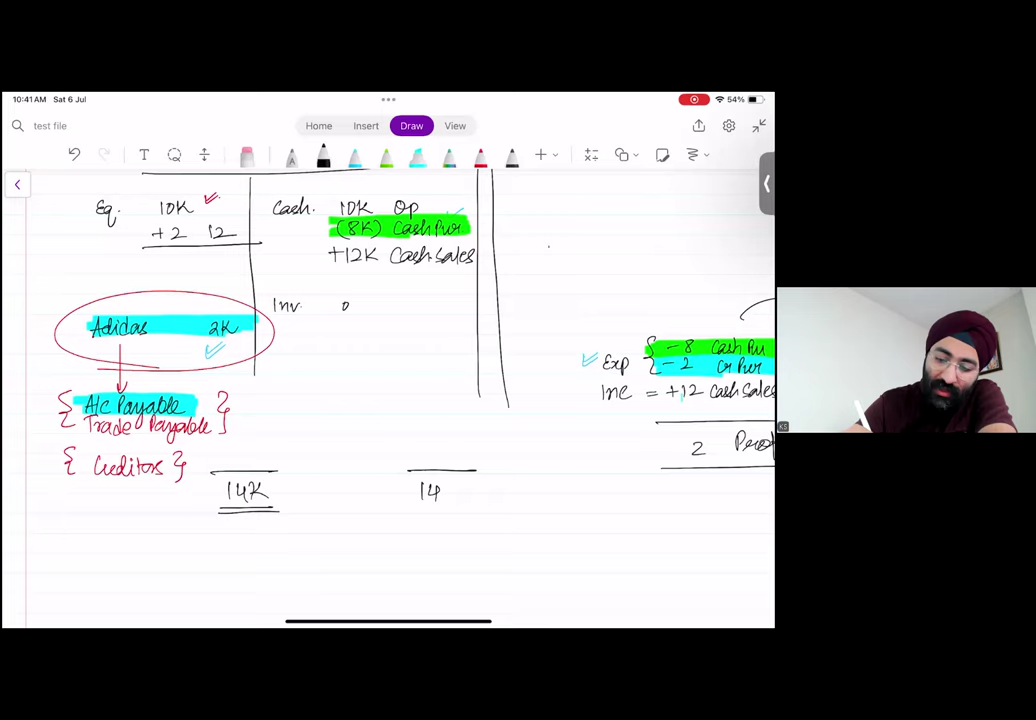 10:41 AM Sat 6 Jul
54%
test file
Home Insert Draw View
Eq. 10K
+2 12
Cash. 10K Op
(8K) Cash Pur
+12K Cash Sales
Inv. 0
Adidas 2K
A/c Payable
Trade Payable
{ Creditors }
14K
14
Exp { -8 Cash Pur
-2 Cr Pur
Inc = +12 Cash Sales
2
KS